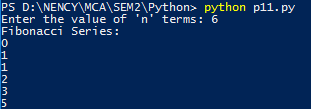 PS D:\NENCY\MCA\SEM2\Python> python p11.py
Enter the value of 'n' terms: 6
Fibonacci Series:
0
1
1
2
3
5